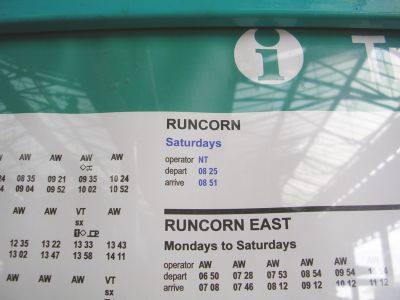 i T
RUNCORN
Saturdays
operator NT
depart 08 25
arrive 08 51
RUNCORN EAST
Mondays to Saturdays
operator AW AW AW AW AW
depart 06 50 07 28 07 53 08 54 09 54
arrive 07 08 07 46 08 12 09 12 10 12 11 12
AW AW AW AW AW
08 35 09 21 09 35 10 24
24 09 04 09 52 10 02 10 52
AW AW VT AW
sx
12 35 13 22 13 33 13 43
13 02 13 47 13 58 14 11
VT
sx